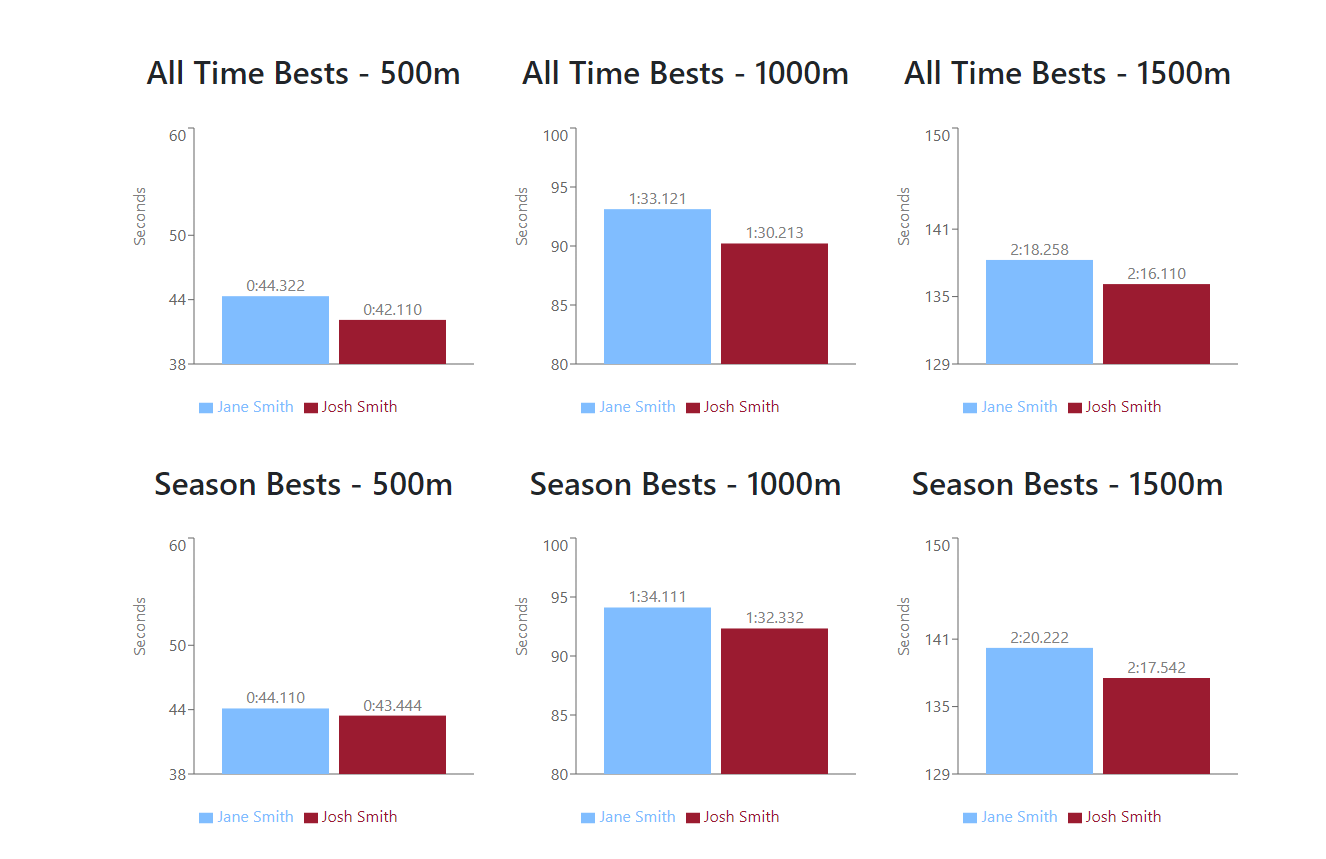 All Time Bests - 500m
60
50
44
38
Seconds
0:44.322
0:42.110
Jane Smith
Josh Smith
All Time Bests - 1000m
100
95
90
85
80
Seconds
1:33.121
1:30.213
Jane Smith
Josh Smith
All Time Bests - 1500m
150
141
135
129
Seconds
2:18.258
2:16.110
Jane Smith
Josh Smith
Season Bests - 500m
60
50
44
38
Seconds
0:44.110
0:43.444
Jane Smith
Josh Smith
Season Bests - 1000m
100
95
90
85
80
Seconds
1:34.111
1:32.332
Jane Smith
Josh Smith
Season Bests - 1500m
150
141
135
129
Seconds
2:20.222
2:17.542
Jane Smith
Josh Smith